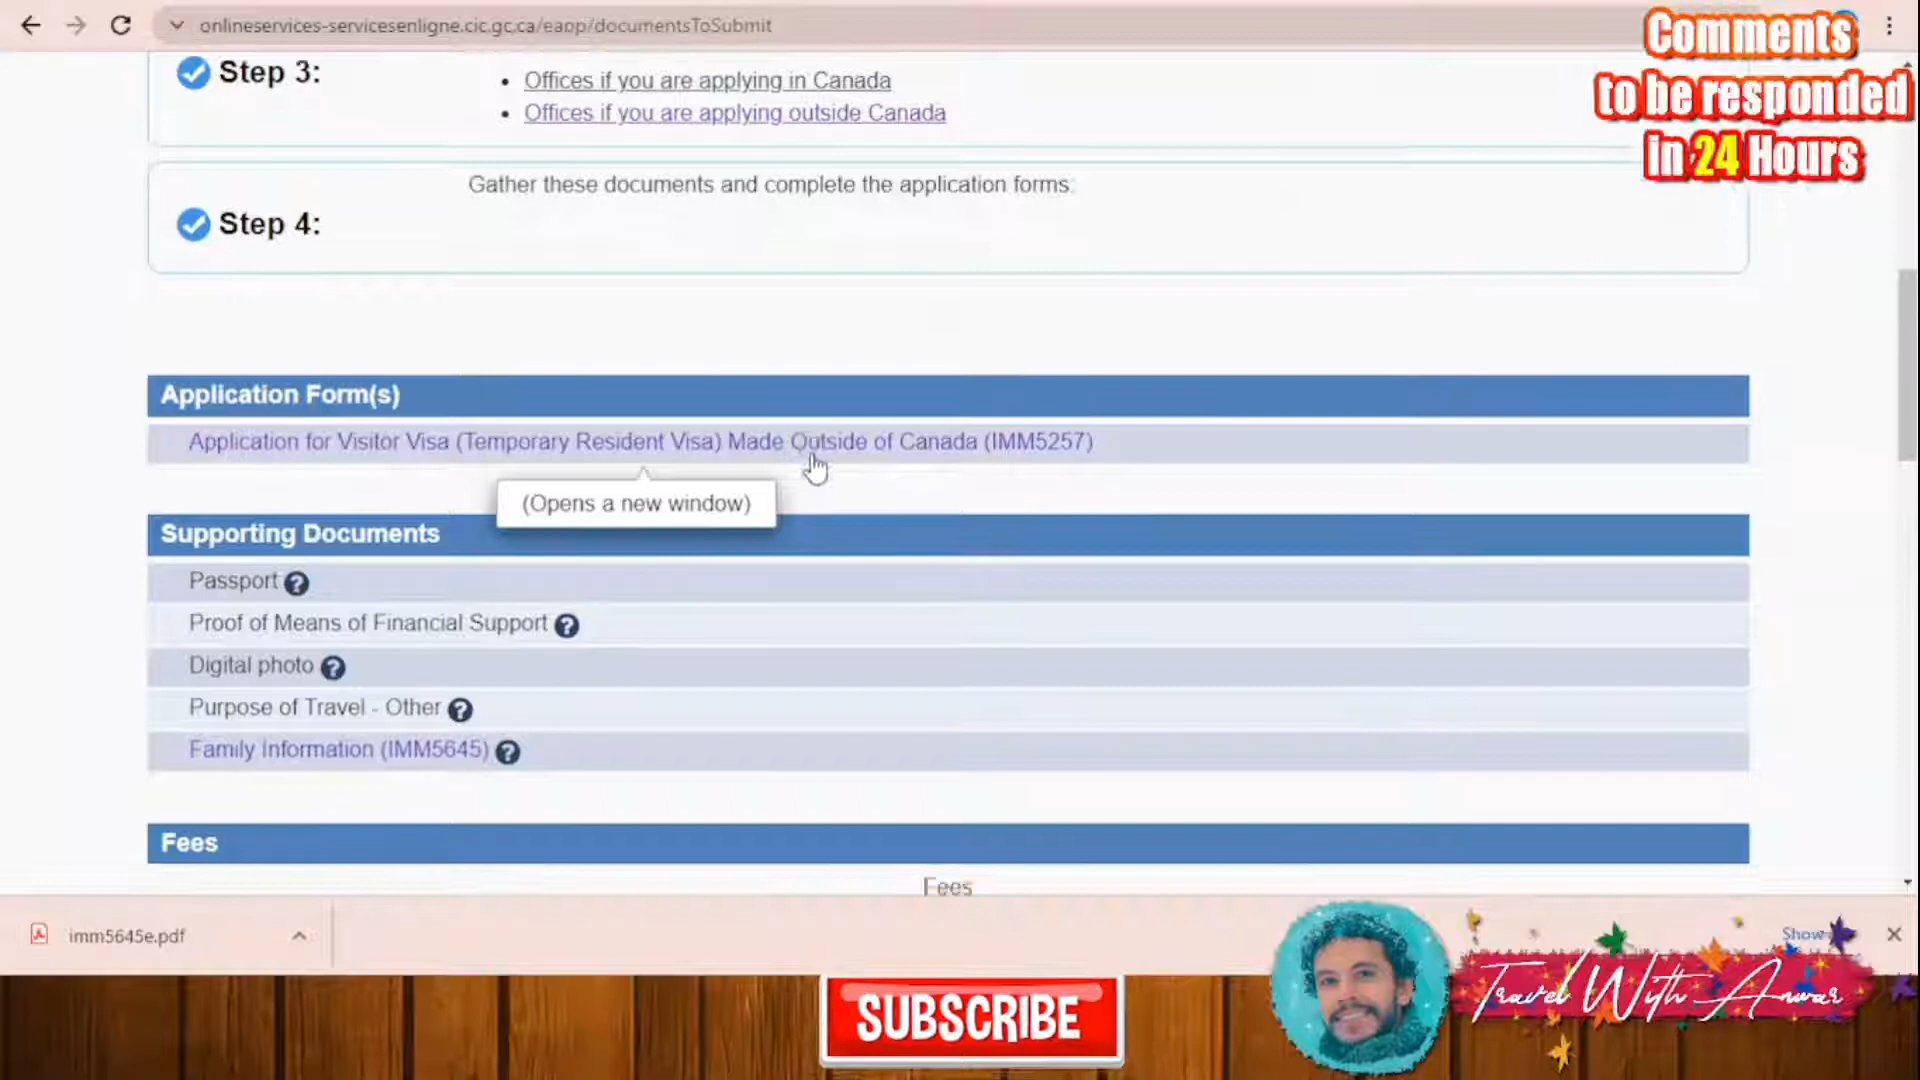 onlineservices-servicesenligne.cic.gc.ca/eapp/documentsToSubmit
Comments
to be responded
in 24 Hours
Step 3:
Offices if you are applying in Canada
Offices if you are applying outside Canada
Gather these documents and complete the application forms:
Step 4:
Application Form(s)
Application for Visitor Visa (Temporary Resident Visa) Made Outside of Canada (IMM5257)
(Opens a new window)
Supporting Documents
Passport ?
Proof of Means of Financial Support ?
Digital photo ?
Purpose of Travel - Other ?
Family Information (IMM5645) ?
Fees
Fees
imm5645e.pdf
Show
SUBSCRIBE
Travel With Anwar